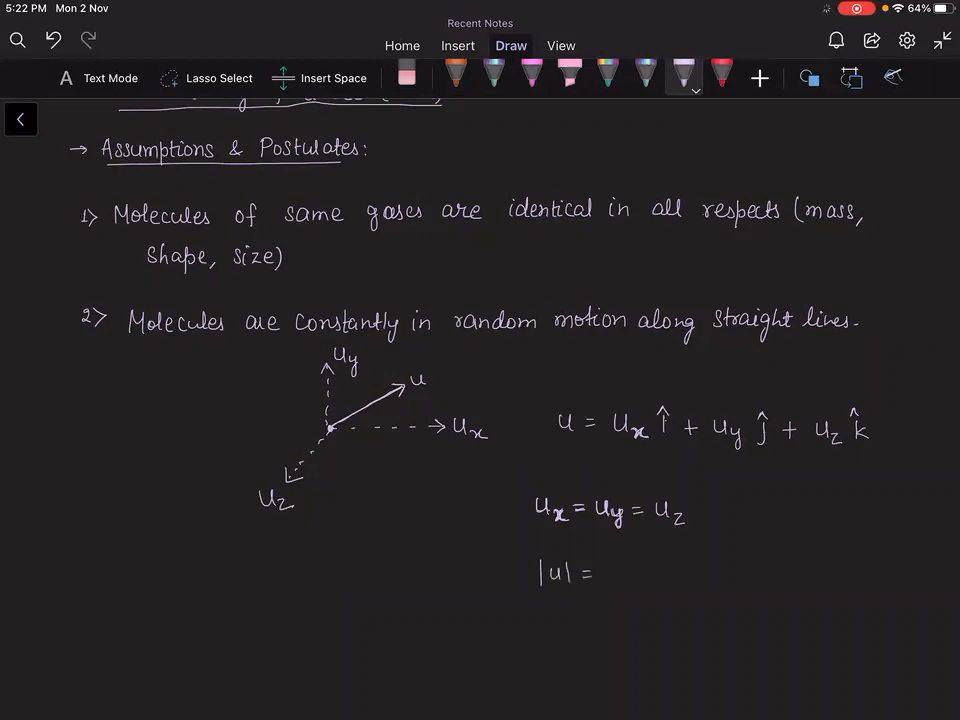 5:22 PM Mon 2 Nov
64%
Recent Notes
Home Insert Draw View
A Text Mode Lasso Select Insert Space
→ Assumptions & Postulates:
1> Molecules of same gases are identical in all respects (mass,
shape, size)
2> Molecules are constantly in random motion along straight lines.
uy
u
ux
uz
u = ux î + uy ĵ + uz k̂
ux = uy = uz
|u| =